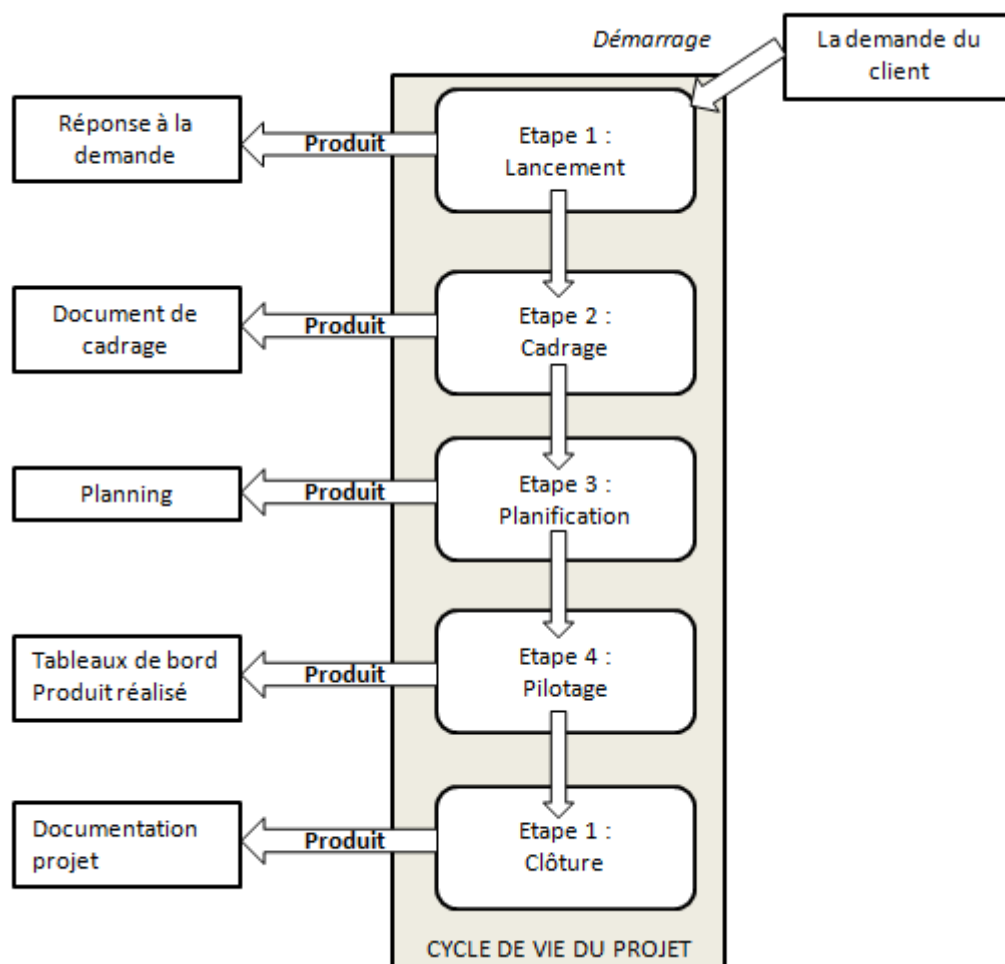 Démarrage
La demande du
client
Réponse à la
demande
Produit
Etape 1 :
Lancement
Document de
cadrage
Produit
Etape 2 :
Cadrage
Planning
Produit
Etape 3 :
Planification
Tableaux de bord
Produit réalisé
Produit
Etape 4 :
Pilotage
Documentation
projet
Produit
Etape 1 :
Clôture
CYCLE DE VIE DU PROJET